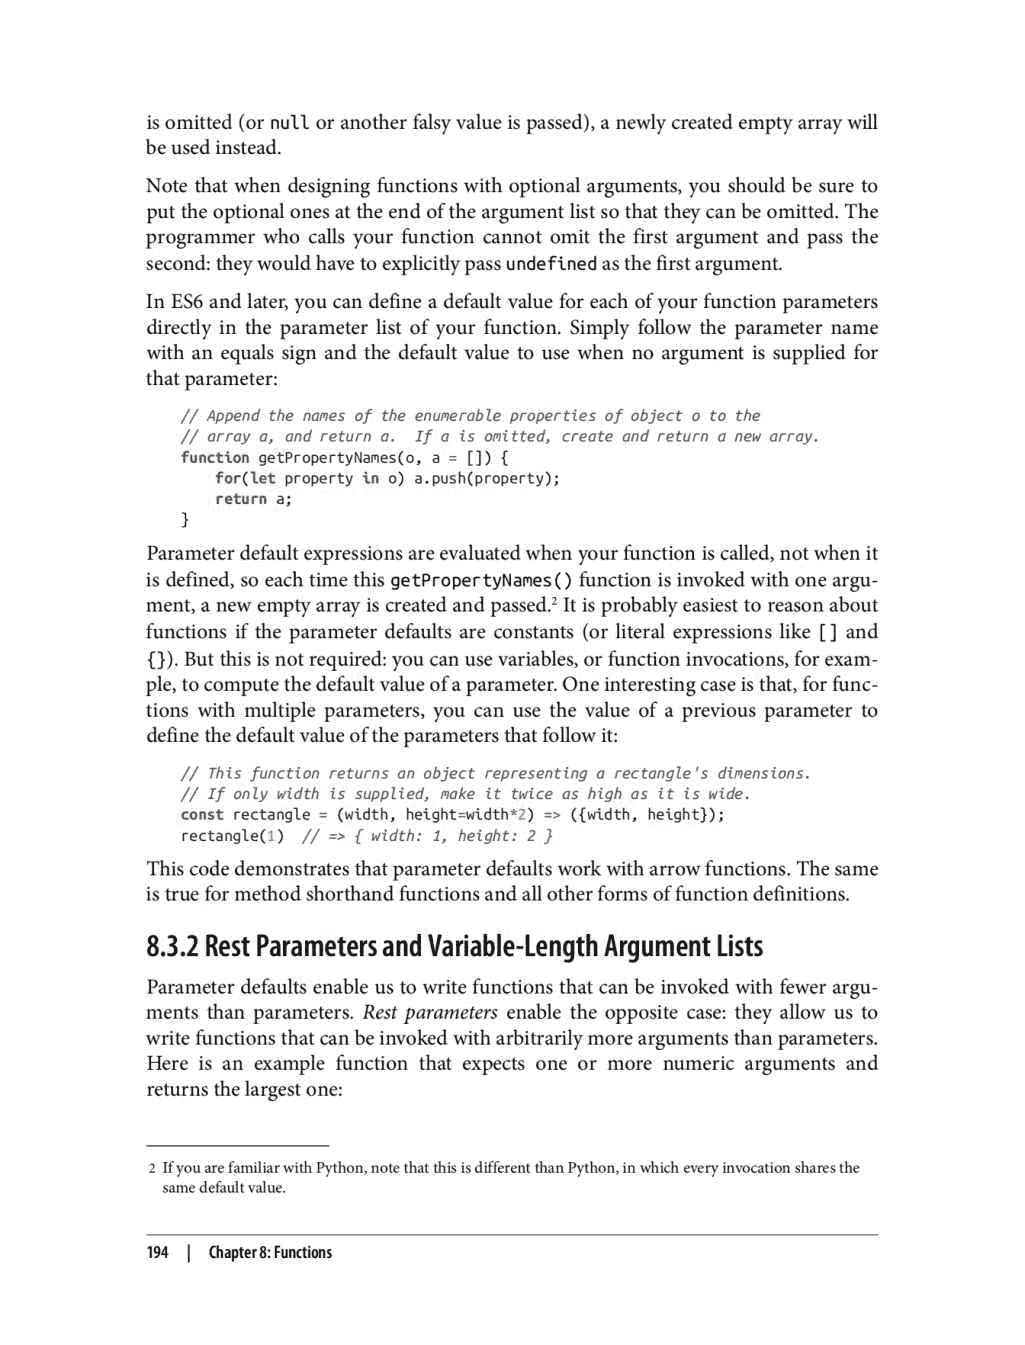 is omitted (or null or another falsy value is passed), a newly created empty array will
be used instead.
Note that when designing functions with optional arguments, you should be sure to
put the optional ones at the end of the argument list so that they can be omitted. The
programmer who calls your function cannot omit the first argument and pass the
second: they would have to explicitly pass undefined as the first argument.
In ES6 and later, you can define a default value for each of your function parameters
directly in the parameter list of your function. Simply follow the parameter name
with an equals sign and the default value to use when no argument is supplied for
that parameter:
// Append the names of the enumerable properties of object o to the
// array a, and return a.  If a is omitted, create and return a new array.
function getPropertyNames(o, a = []) {
    for(let property in o) a.push(property);
    return a;
}
Parameter default expressions are evaluated when your function is called, not when it
is defined, so each time this getPropertyNames() function is invoked with one argu-
ment, a new empty array is created and passed.2 It is probably easiest to reason about
functions if the parameter defaults are constants (or literal expressions like [] and
{}). But this is not required: you can use variables, or function invocations, for exam-
ple, to compute the default value of a parameter. One interesting case is that, for func-
tions with multiple parameters, you can use the value of a previous parameter to
define the default value of the parameters that follow it:
// This function returns an object representing a rectangle's dimensions.
// If only width is supplied, make it twice as high as it is wide.
const rectangle = (width, height=width*2) => ({width, height});
rectangle(1)  // => { width: 1, height: 2 }
This code demonstrates that parameter defaults work with arrow functions. The same
is true for method shorthand functions and all other forms of function definitions.
8.3.2 Rest Parameters and Variable-Length Argument Lists
Parameter defaults enable us to write functions that can be invoked with fewer argu-
ments than parameters. Rest parameters enable the opposite case: they allow us to
write functions that can be invoked with arbitrarily more arguments than parameters.
Here is an example function that expects one or more numeric arguments and
returns the largest one:
2 If you are familiar with Python, note that this is different than Python, in which every invocation shares the
same default value.
194 | Chapter 8: Functions